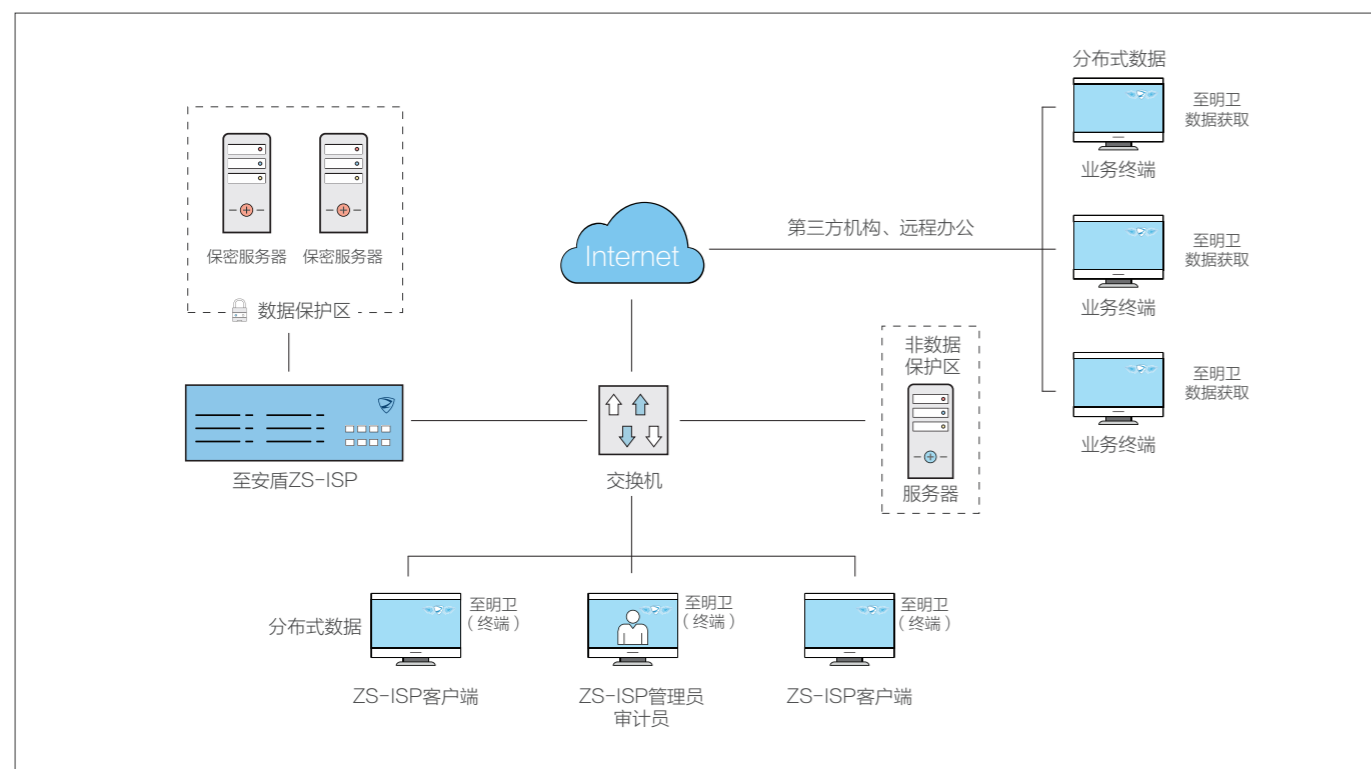 分布式数据
至明卫
数据获取
业务终端
保密服务器
保密服务器
数据保护区
Internet
第三方机构、远程办公
至明卫
数据获取
业务终端
非数据
保护区
服务器
至明卫
数据获取
业务终端
至安盾ZS-ISP
交换机
分布式数据
至明卫
（终端）
ZS-ISP客户端
至明卫
（终端）
ZS-ISP管理员
审计员
至明卫
（终端）
ZS-ISP客户端